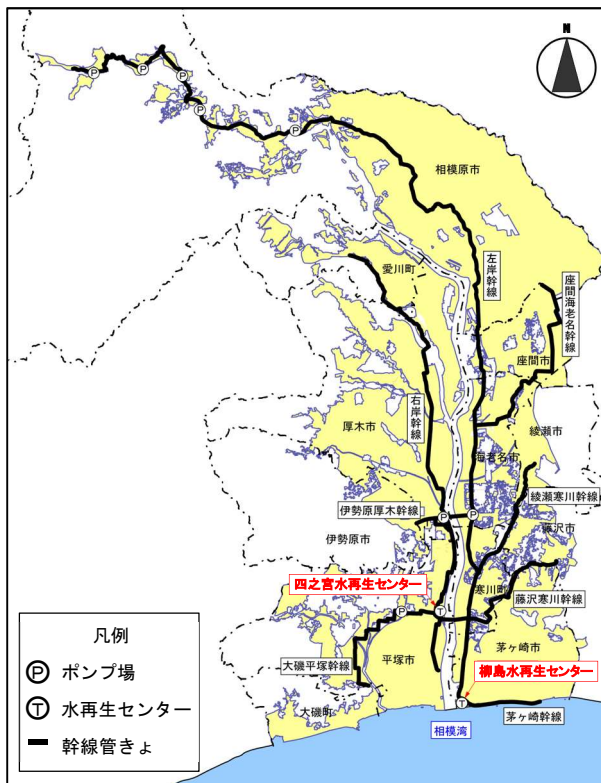 N
P
P
P
P
P
相模原市
愛川町
左岸幹線
座間海老名幹線
座間市
右岸幹線
厚木市
綾瀬市
海老名市
綾瀬寒川幹線
伊勢原厚木幹線
P
P
藤沢市
伊勢原市
四之宮水再生センター
寒川町
藤沢寒川幹線
P
T
茅ヶ崎市
大磯平塚幹線
平塚市
柳島水再生センター
大磯町
T
相模湾
茅ヶ崎幹線
凡例
P ポンプ場
T 水再生センター
幹線管きょ